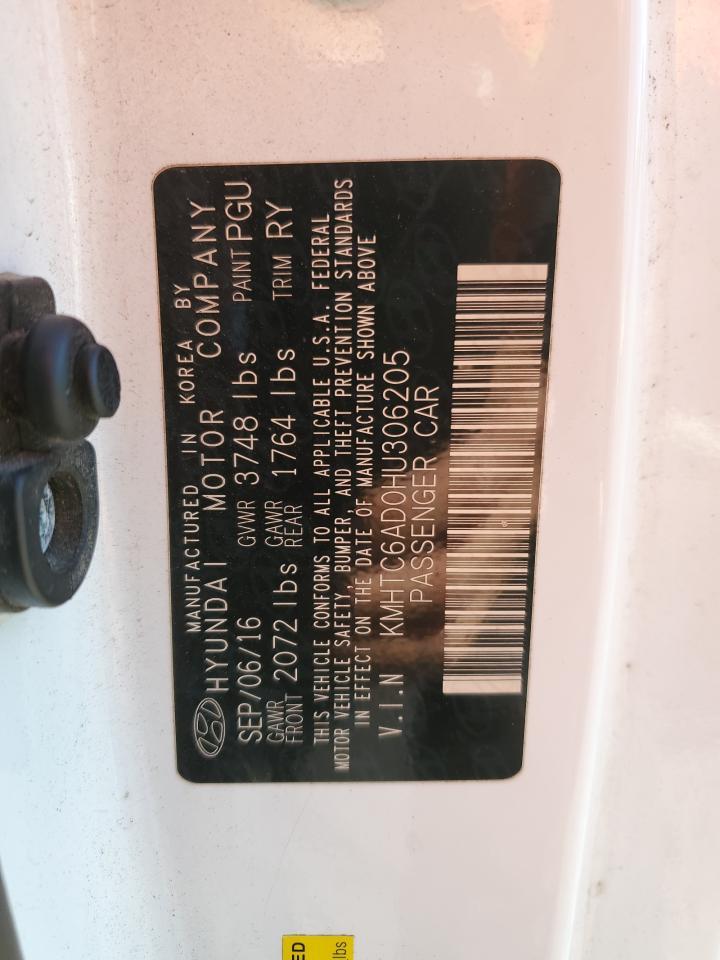 MANUFACTURED IN KOREA BY
HYUNDAI MOTOR COMPANY
SEP/06/16 GVWR 3748 lbs PAINT PGU
GAWR FRONT 2072 lbs GAWR REAR 1764 lbs TRIM RY
THIS VEHICLE CONFORMS TO ALL APPLICABLE U.S.A. FEDERAL
MOTOR VEHICLE SAFETY, BUMPER, AND THEFT PREVENTION STANDARDS
IN EFFECT ON THE DATE OF MANUFACTURE SHOWN ABOVE
V.I.N KMHTC6AD0HU306205
PASSENGER CAR
ED
lbs